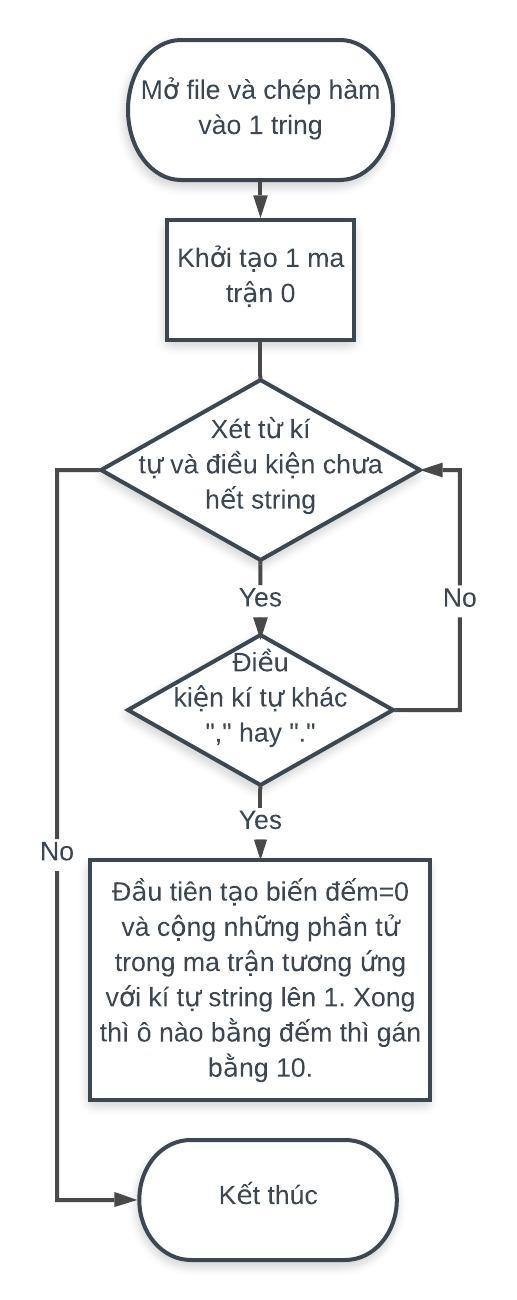 Mở file và chép hàm
vào 1 tring
Khởi tạo 1 ma
trận 0
Xét từ kí
tự và điều kiện chưa
hết string
Yes
No
Điều
kiện kí tự khác
"," hay "."
Yes
No
Đầu tiên tạo biến đếm=0
và cộng những phần tử
trong ma trận tương ứng
với kí tự string lên 1. Xong
thì ô nào bằng đếm thì gán
bằng 10.
Kết thúc